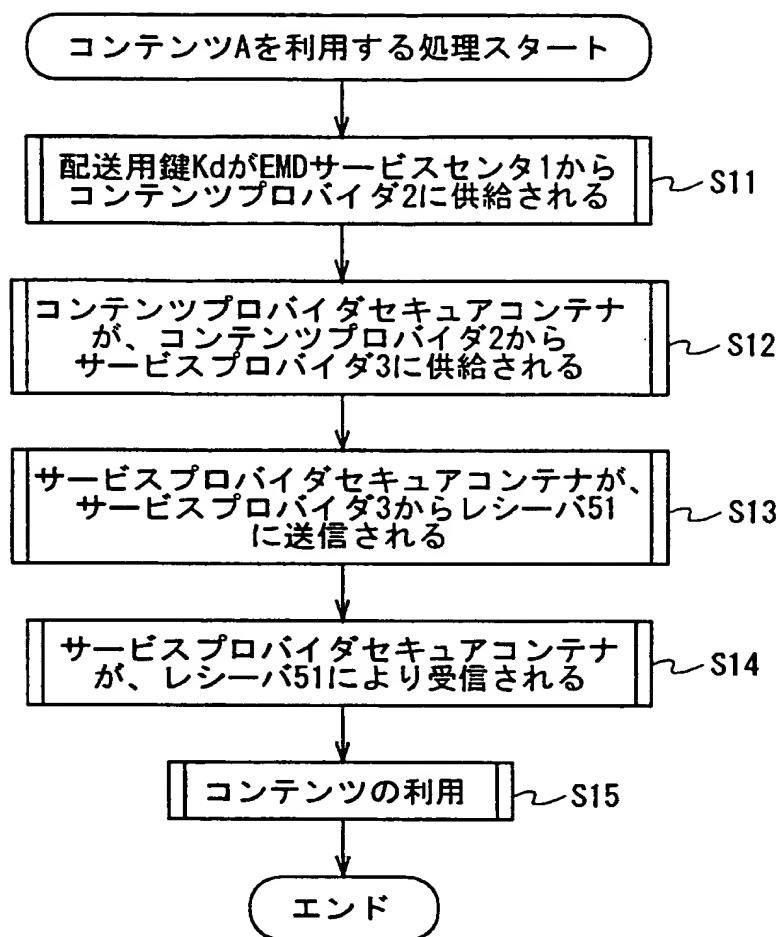 コンテンツAを利用する処理スタート
配送用鍵KdがEMDサービスセンタ1から
コンテンツプロバイダ2に供給される
S11
コンテンツプロバイダセキュアコンテナ
が、コンテンツプロバイダ2から
サービスプロバイダ3に供給される
S12
サービスプロバイダセキュアコンテナが、
サービスプロバイダ3からレシーバ51
に送信される
S13
サービスプロバイダセキュアコンテナ
が、レシーバ51により受信される
S14
コンテンツの利用
S15
エンド